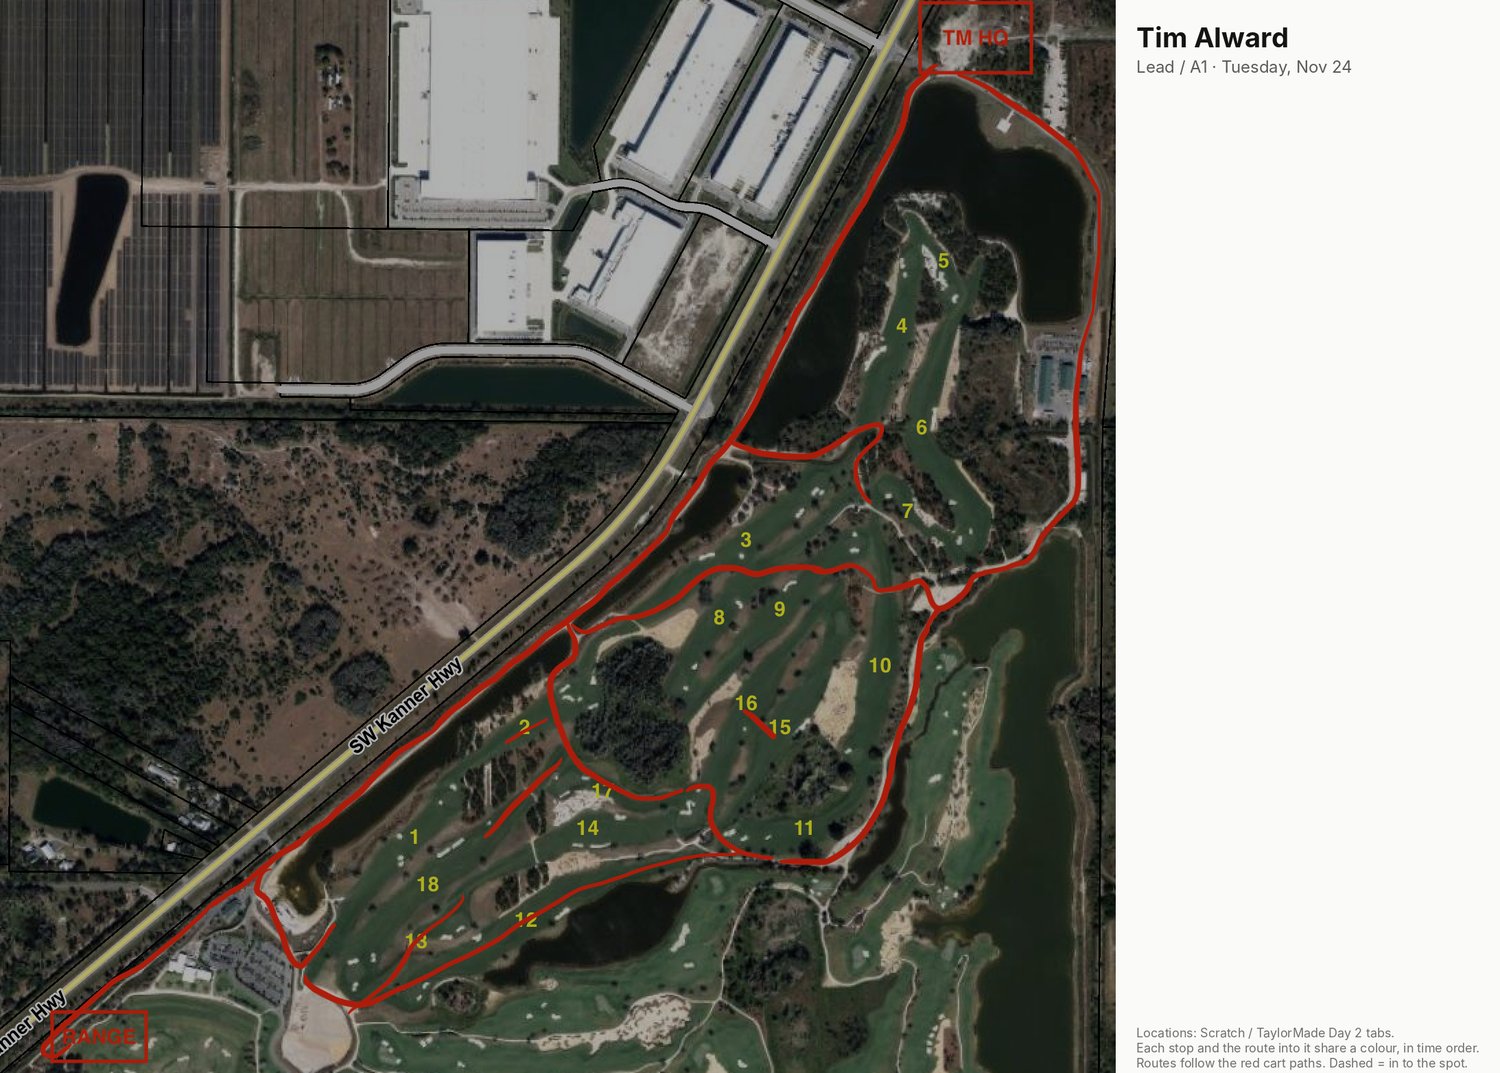 TM HQ
Tim Alward
Lead / A1 · Tuesday, Nov 24
5
4
6
7
3
9
8
10
16
15
2
SW Kanner Hwy
17
14
11
1
18
12
13
nner Hwy
RANGE
Locations: Scratch / TaylorMade Day 2 tabs.
Each stop and the route into it share a colour, in time order.
Routes follow the red cart paths. Dashed = in to the spot.